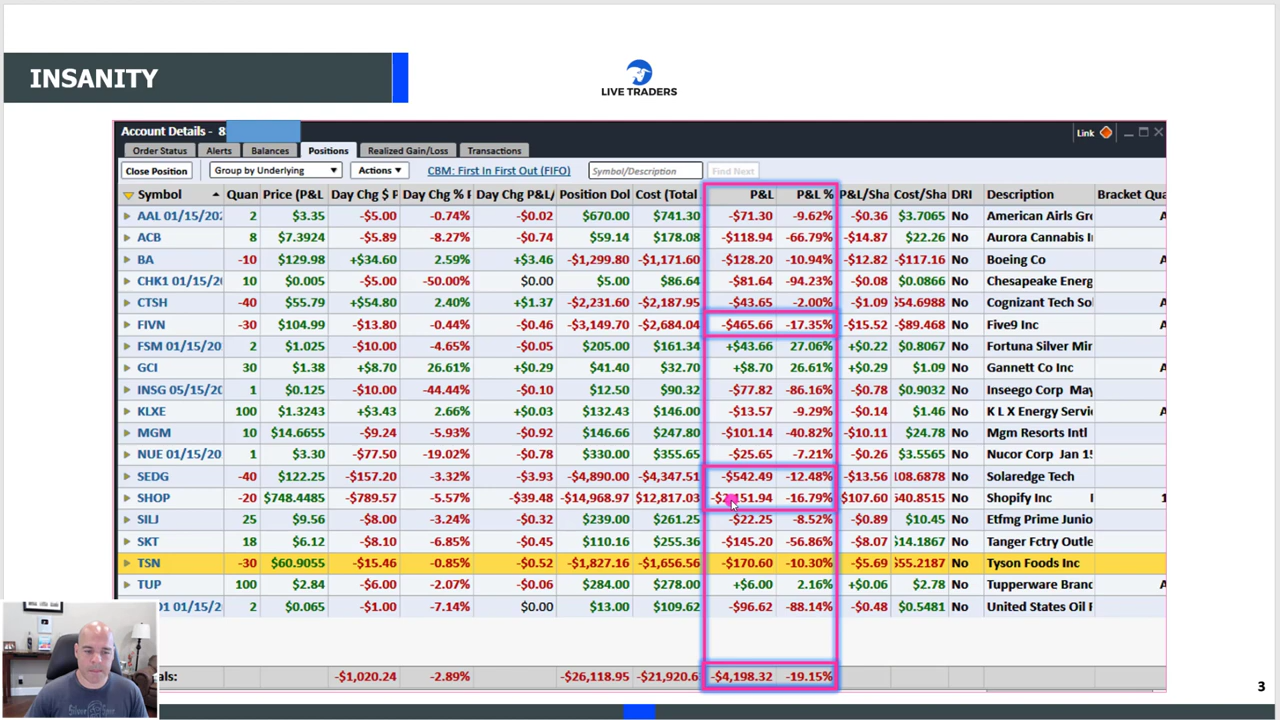 INSANITY
LIVE TRADERS
Account Details - 8
Link
Order Status Alerts Balances Positions Realized Gain/Loss Transactions
Close Position Group by Underlying Actions CBM: First In First Out (FIFO) Symbol/Description Find Next
Symbol Quan Price (P&L Day Chg $ P Day Chg % P Day Chg P&L/ Position Dol Cost (Total P&L P&L % P&L/Sha Cost/Sha DRI Description Bracket Qua
AAL 01/15/202 2 $3.35 -$5.00 -0.74% -$0.02 $670.00 $741.30 -$71.30 -9.62% -$0.36 $3.7065 No American Airls Gr A
ACB 8 $7.3924 -$5.89 -8.27% -$0.74 $59.14 $178.08 -$118.94 -66.79% -$14.87 $22.26 No Aurora Cannabis I
BA -10 $129.98 +$34.60 2.59% +$3.46 -$1,299.80 -$1,171.60 -$128.20 -10.94% -$12.82 -$117.16 No Boeing Co A
CHK1 01/15/20 10 $0.005 -$5.00 -50.00% $0.00 $5.00 $86.64 -$81.64 -94.23% -$0.08 $0.0866 No Chesapeake Energ
CTSH -40 $55.79 +$54.80 2.40% +$1.37 -$2,231.60 -$2,187.95 -$43.65 -2.00% -$1.09 $54.6988 No Cognizant Tech So A
FIVN -30 $104.99 -$13.80 -0.44% -$0.46 -$3,149.70 -$2,684.04 -$465.66 -17.35% -$15.52 -$89.468 No Five9 Inc A
FSM 01/15/20 2 $1.025 -$10.00 -4.65% -$0.05 $205.00 $161.34 +$43.66 27.06% +$0.22 $0.8067 No Fortuna Silver Mir
GCI 30 $1.38 +$8.70 26.61% +$0.29 $41.40 $32.70 +$8.70 26.61% +$0.29 $1.09 No Gannett Co Inc A
INSG 05/15/20 1 $0.125 -$10.00 -44.44% -$0.10 $12.50 $90.32 -$77.82 -86.16% -$0.78 $0.9032 No Inseego Corp May
KLXE 100 $1.3243 +$3.43 2.66% +$0.03 $132.43 $146.00 -$13.57 -9.29% -$0.14 $1.46 No K L X Energy Servi A
MGM 10 $14.6655 -$9.24 -5.93% -$0.92 $146.66 $247.80 -$101.14 -40.82% -$10.11 $24.78 No Mgm Resorts Intl
NUE 01/15/202 1 $3.30 -$77.50 -19.02% -$0.78 $330.00 $355.65 -$25.65 -7.21% -$0.26 $3.5565 No Nucor Corp Jan 1
SEDG -40 $122.25 -$157.20 -3.32% -$3.93 -$4,890.00 -$4,347.51 -$542.49 -12.48% -$13.56 108.6878 No Solaredge Tech
SHOP -20 $748.4485 -$789.57 -5.57% -$39.48 -$14,968.97 $12,817.03 151.94 -16.79% $107.60 640.8515 No Shopify Inc 1
SILJ 25 $9.56 -$8.00 -3.24% -$0.32 $239.00 $261.25 -$22.25 -8.52% -$0.89 $10.45 No Etfmg Prime Junio
SKT 18 $6.12 -$8.10 -6.85% -$0.45 $110.16 $255.36 -$145.20 -56.86% -$8.07 $14.1867 No Tanger Fctry Outle
TSN -30 $60.9055 -$15.46 -0.85% -$0.52 -$1,827.16 -$1,656.56 -$170.60 -10.30% -$5.69 $55.2187 No Tyson Foods Inc
TUP 100 $2.84 -$6.00 -2.07% -$0.06 $284.00 $278.00 +$6.00 2.16% +$0.06 $2.78 No Tupperware Bran A
O1 01/15/20 2 $0.065 -$1.00 -7.14% $0.00 $13.00 $109.62 -$96.62 -88.14% -$0.48 $0.5481 No United States Oil
als: -$1,020.24 -2.89% -$26,118.95 -$21,920.6 -$4,198.32 -19.15%
3